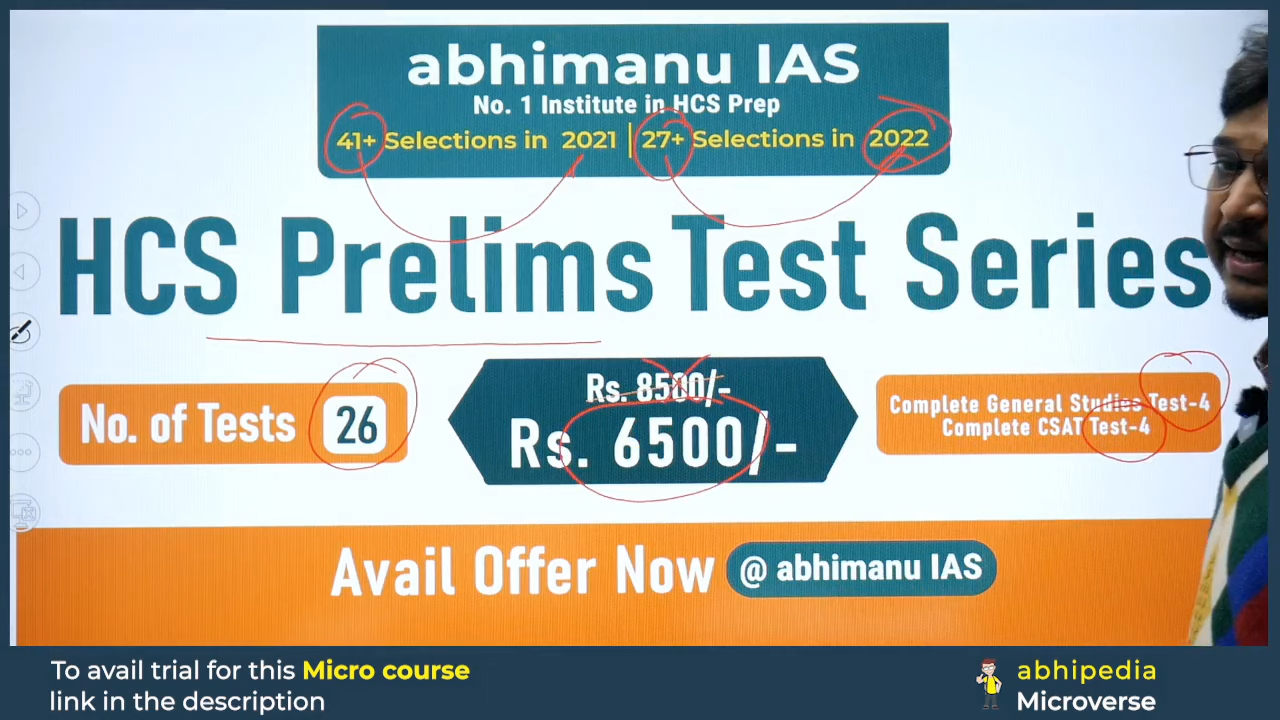 abhimanu IAS
No. 1 Institute in HCS Prep
41+ Selections in 2021 | 27+ Selections in 2022
HCS Prelims Test Series
No. of Tests 26
Rs. 8500/-
Rs. 6500/-
Complete General Studies Test-4
Complete CSAT Test-4
Avail Offer Now @ abhimanu IAS
To avail trial for this Micro course
link in the description
abhipedia
Microverse